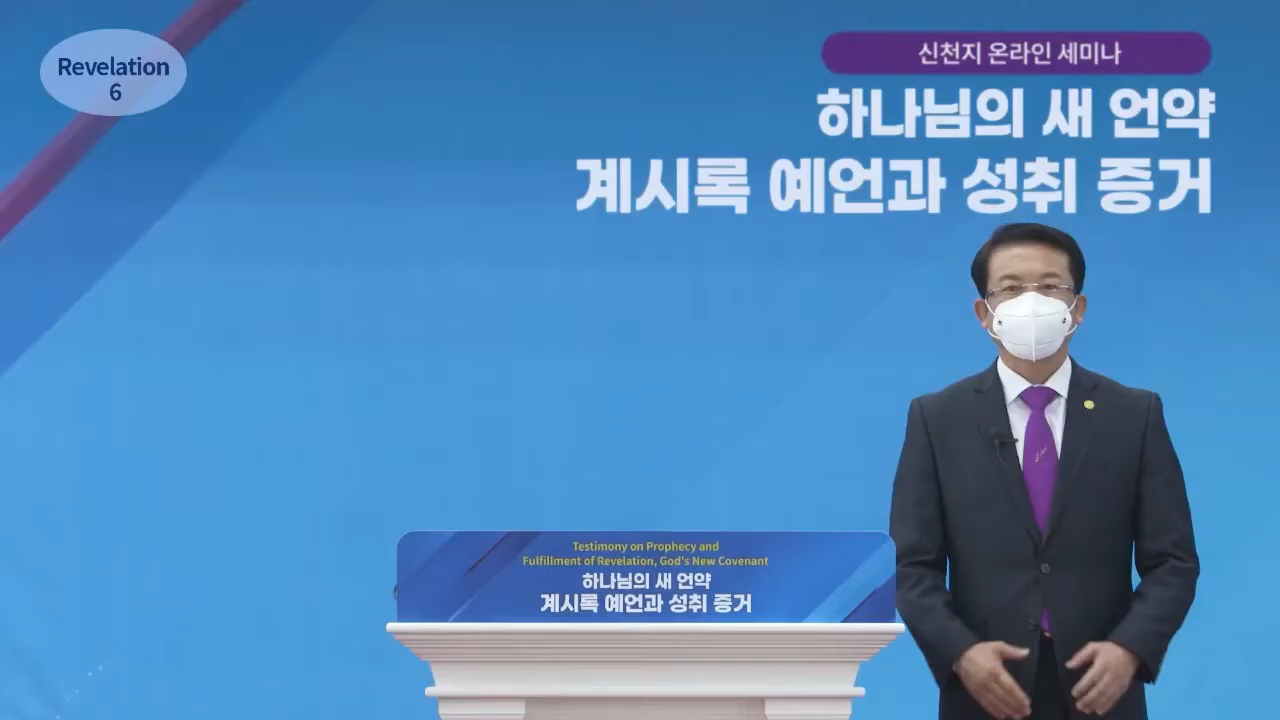 Revelation
6
신천지 온라인 세미나
하나님의 새 언약
계시록 예언과 성취 증거
Testimony on Prophecy and
Fulfillment of Revelation, God's New Covenant
하나님의 새 언약
계시록 예언과 성취 증거